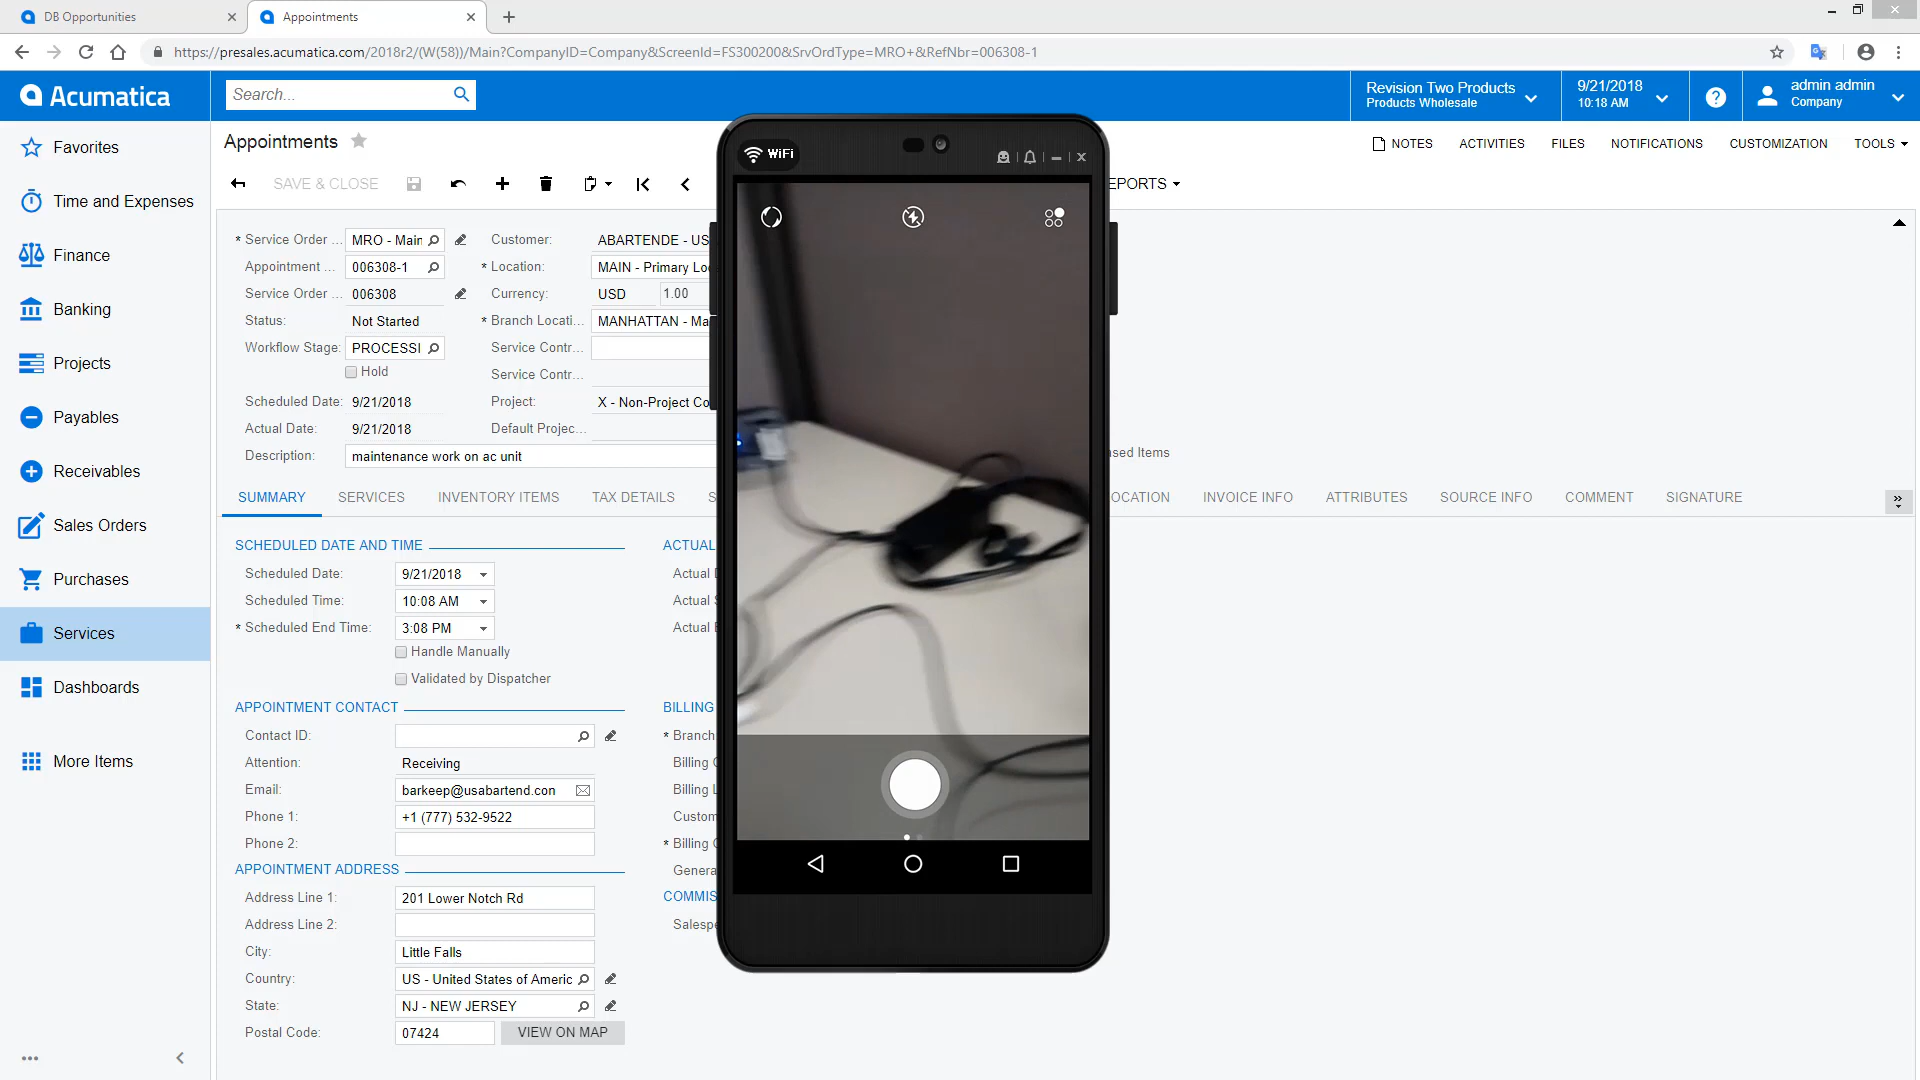 DB Opportunities
Appointments
https://presales.acumatica.com/2018r2/(W(58))/Main?CompanyID=Company&ScreenId=FS300200&SrvOrdType=MRO+&RefNbr=006308-1
Acumatica
Search...
Revision Two Products
Products Wholesale
9/21/2018
10:18 AM
admin admin
Company
Favorites
Time and Expenses
Finance
Banking
Projects
Payables
Receivables
Sales Orders
Purchases
Services
Dashboards
More Items
Appointments
NOTES
ACTIVITIES
FILES
NOTIFICATIONS
CUSTOMIZATION
TOOLS
SAVE & CLOSE
EPORTS
WiFi
* Service Order ... MRO - Main
Customer: ABARTENDE - US
Appointment ... 006308-1
* Location: MAIN - Primary Loc
Service Order ... 006308
Currency: USD 1.00
Status: Not Started
* Branch Locati... MANHATTAN - Ma
Workflow Stage: PROCESSI
Service Contr...
Hold
Service Contr...
Scheduled Date: 9/21/2018
Project: X - Non-Project Co
Actual Date: 9/21/2018
Default Projec...
Description: maintenance work on ac unit
sed Items
SUMMARY
SERVICES
INVENTORY ITEMS
TAX DETAILS
S
OCATION
INVOICE INFO
ATTRIBUTES
SOURCE INFO
COMMENT
SIGNATURE
SCHEDULED DATE AND TIME
Scheduled Date: 9/21/2018
Scheduled Time: 10:08 AM
* Scheduled End Time: 3:08 PM
Handle Manually
Validated by Dispatcher
APPOINTMENT CONTACT
Contact ID:
Attention: Receiving
Email: barkeep@usabartend.con
Phone 1: +1 (777) 532-9522
Phone 2:
APPOINTMENT ADDRESS
Address Line 1: 201 Lower Notch Rd
Address Line 2:
City: Little Falls
Country: US - United States of Americ
State: NJ - NEW JERSEY
Postal Code: 07424
VIEW ON MAP
ACTUAL
Actual
Actual
Actual
BILLING
* Branch
Billing
Billing
Custom
* Billing
Genera
COMMIS
Salespe